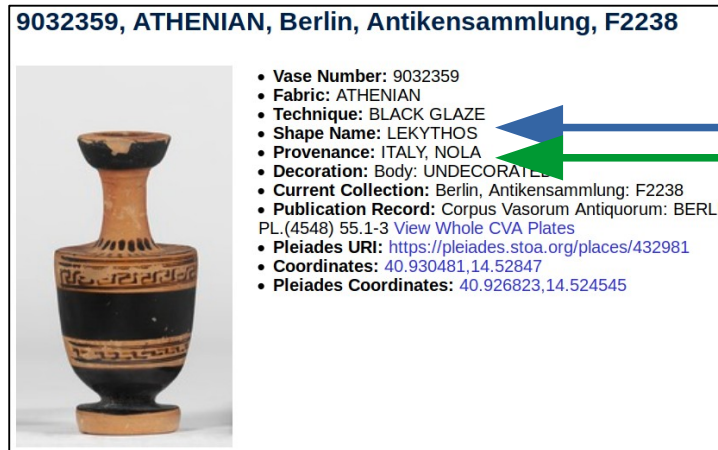 9032359, ATHENIAN, Berlin, Antikensammlung, F2238
• Vase Number: 9032359
• Fabric: ATHENIAN
• Technique: BLACK GLAZE
• Shape Name: LEKYTHOS
• Provenance: ITALY, NOLA
• Decoration: Body: UNDECORATED
• Current Collection: Berlin, Antikensammlung: F2238
• Publication Record: Corpus Vasorum Antiquorum: BERL
PL.(4548) 55.1-3 View Whole CVA Plates
• Pleiades URI: https://pleiades.stoa.org/places/432981
• Coordinates: 40.930481,14.52847
• Pleiades Coordinates: 40.926823,14.524545